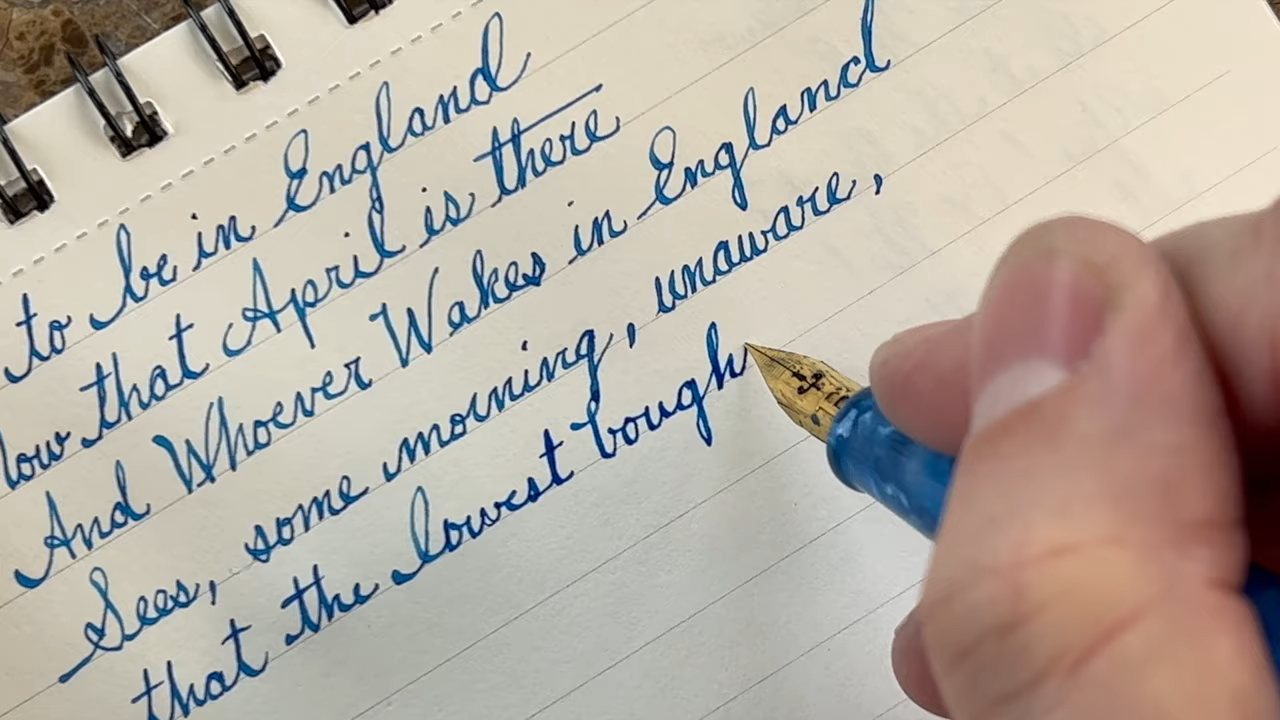 to be in England
low that April is there
And Whoever Wakes in England
Sees, some morning, unaware,
that the lowest bough